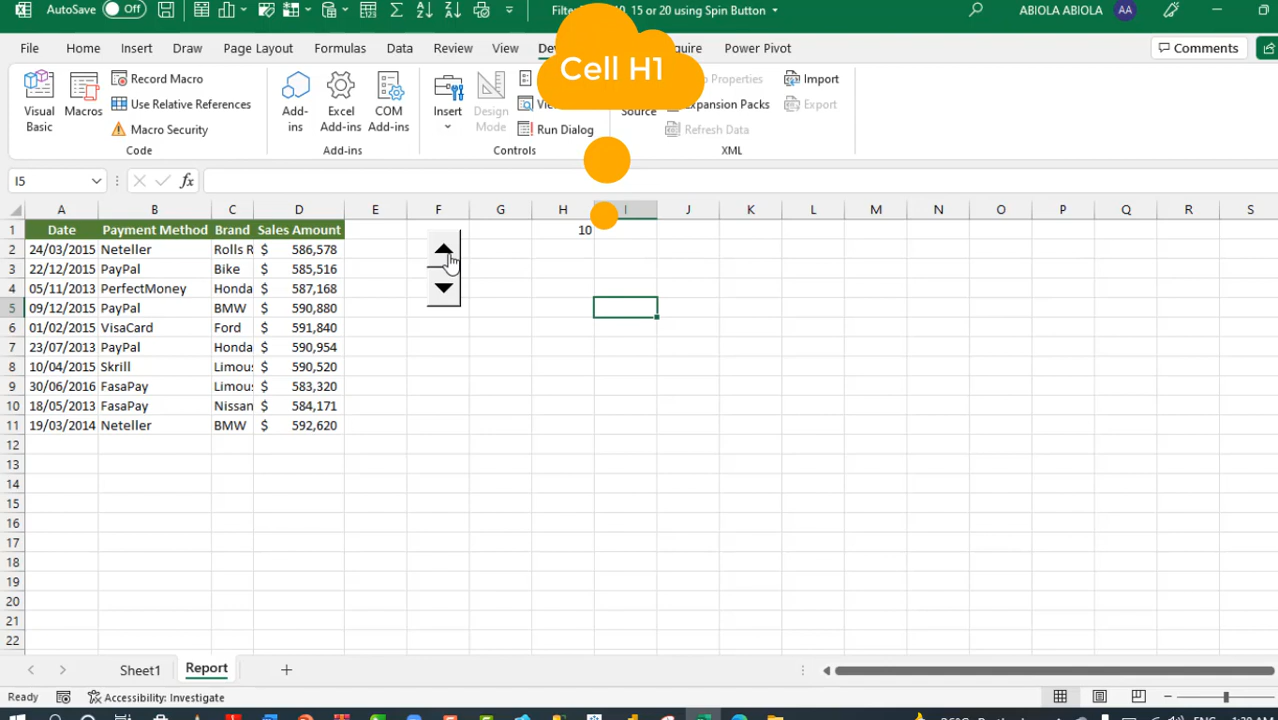 AutoSave Off Filter 10, 15 or 20 using Spin Button ABIOLA ABIOLA AA
File Home Insert Draw Page Layout Formulas Data Review View quire Power Pivot Comments
Cell H1
Visual Basic
Macros
Record Macro
Use Relative References
Macro Security
Code
Add-ins
Excel Add-ins
COM Add-ins
Add-ins
Insert
Design Mode
Run Dialog
Controls
Source
Properties
Expansion Packs
Refresh Data
Import
Export
XML
I5 fx
A B C D E F G H I J K L M N O P Q R S
1 Date Payment Method Brand Sales Amount 10
2 24/03/2015 Neteller Rolls R $ 586,578
3 22/12/2015 PayPal Bike $ 585,516
4 05/11/2013 PerfectMoney Honda $ 587,168
5 09/12/2015 PayPal BMW $ 590,880
6 01/02/2015 VisaCard Ford $ 591,840
7 23/07/2013 PayPal Honda $ 590,954
8 10/04/2015 Skrill Limous $ 590,520
9 30/06/2016 FasaPay Limous $ 583,320
10 18/05/2013 FasaPay Nissan $ 584,171
11 19/03/2014 Neteller BMW $ 592,620
12
13
14
15
16
17
18
19
20
21
22
Sheet1 Report
Ready Accessibility: Investigate